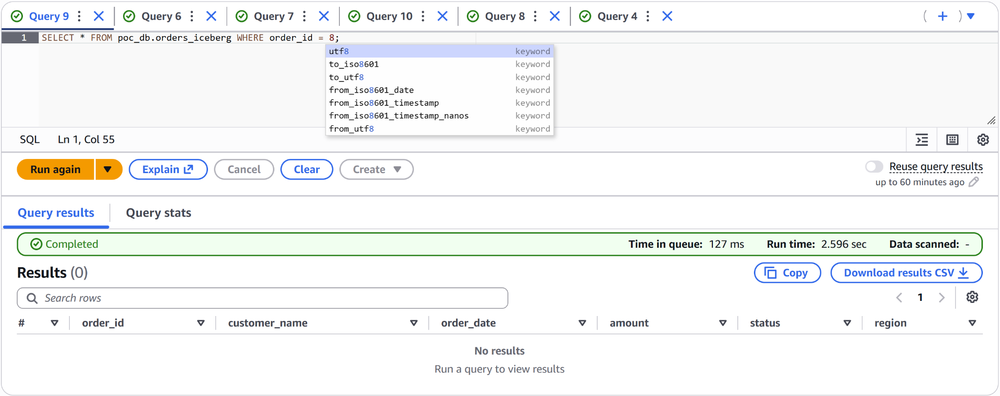 Query 9 Query 6 Query 7 Query 10 Query 8 Query 4
1 SELECT * FROM poc_db.orders_iceberg WHERE order_id = 8;
utf8 keyword
to_iso8601 keyword
to_utf8 keyword
from_iso8601_date keyword
from_iso8601_timestamp keyword
from_iso8601_timestamp_nanos keyword
from_utf8 keyword
SQL Ln 1, Col 55
Run again Explain Cancel Clear Create Reuse query results
up to 60 minutes ago
Query results Query stats
Completed Time in queue: 127 ms Run time: 2.596 sec Data scanned: -
Results (0) Copy Download results CSV
Search rows 1
# order_id customer_name order_date amount status region
No results
Run a query to view results